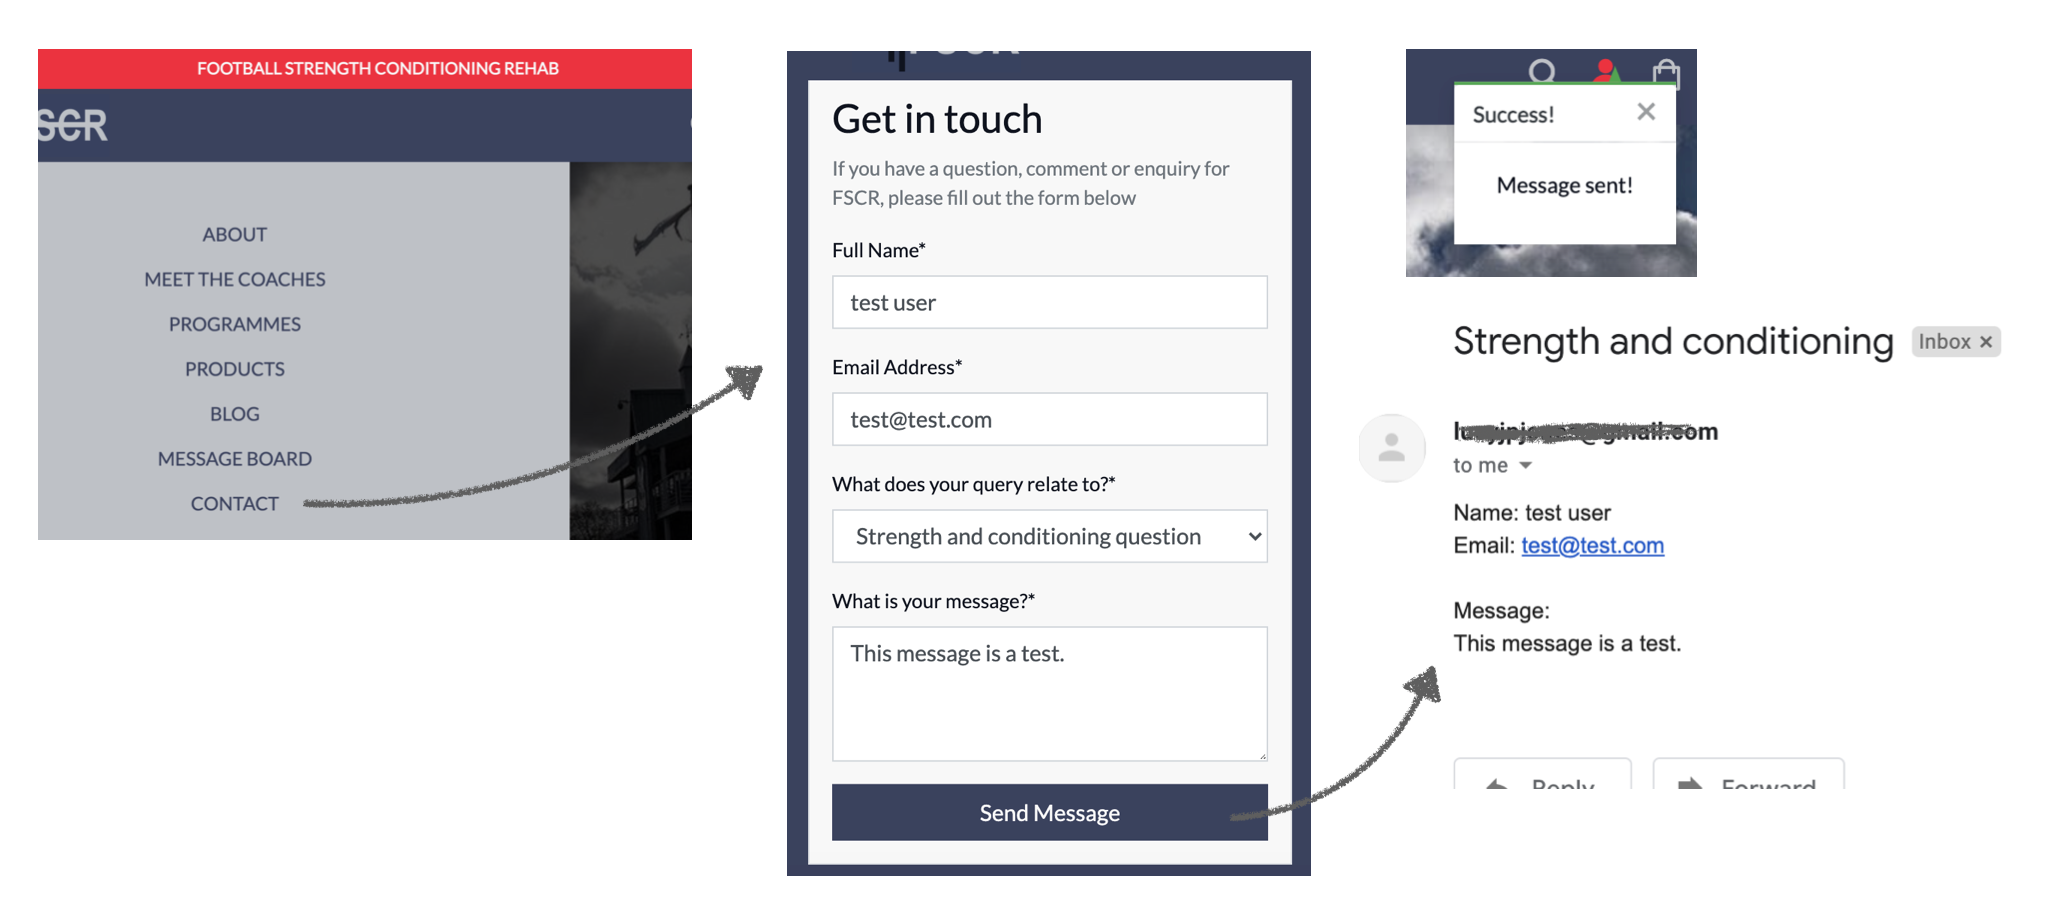 FOOTBALL STRENGTH CONDITIONING REHAB
SCR
ABOUT
MEET THE COACHES
PROGRAMMES
PRODUCTS
BLOG
MESSAGE BOARD
CONTACT
FSCR
Get in touch
If you have a question, comment or enquiry for
FSCR, please fill out the form below
Full Name*
test user
Email Address*
test@test.com
What does your query relate to?*
Strength and conditioning question
What is your message?*
This message is a test.
Send Message
Success!
Message sent!
Strength and conditioning Inbox ×
to me
Name: test user
Email: test@test.com
Message:
This message is a test.
Reply Forward